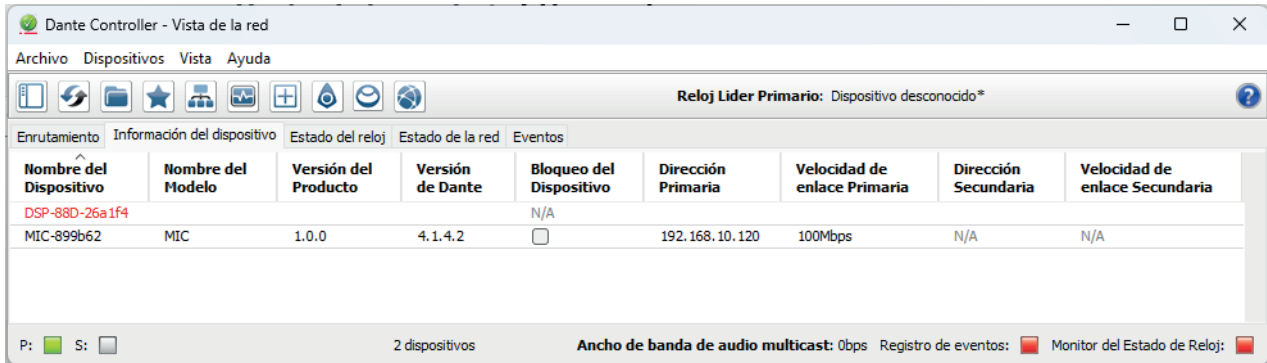 Dante Controller - Vista de la red
Archivo Dispositivos Vista Ayuda
Reloj Lider Primario: Dispositivo desconocido*
Enrutamiento Información del dispositivo Estado del reloj Estado de la red Eventos
Nombre del Dispositivo Nombre del Modelo Versión del Producto Versión de Dante Bloqueo del Dispositivo Dirección Primaria Velocidad de enlace Primaria Dirección Secundaria Velocidad de enlace Secundaria
DSP-88D-26a1f4 N/A
MIC-899b62 MIC 1.0.0 4.1.4.2 192.168.10.120 100Mbps N/A N/A
P: S: 2 dispositivos Ancho de banda de audio multicast: 0bps Registro de eventos: Monitor del Estado de Reloj: